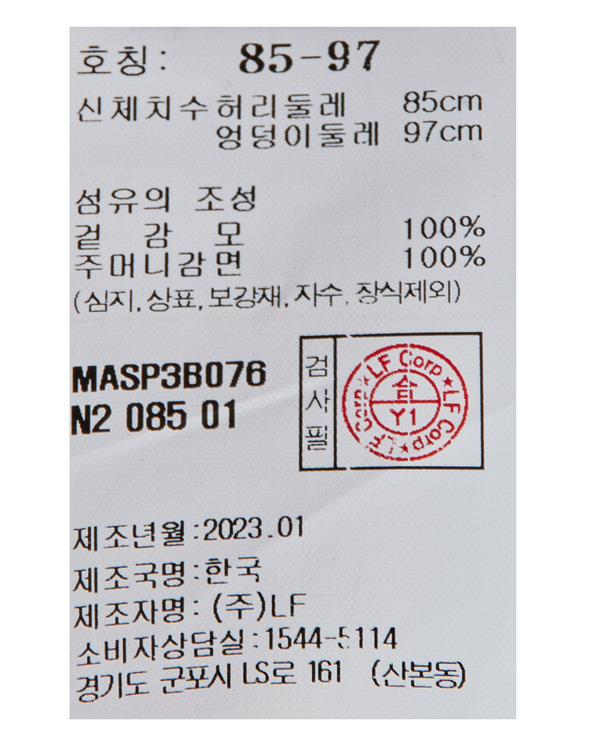 호칭: 85-97
신체치수허리둘레 85cm
엉덩이둘레 97cm
섬유의 조성
겉 감 모 100%
주머니감면 100%
(심지,상표,보강재,자수,장식제외)
MASP3B076
N2 085 01
검사필
LF Corp★LF Corp★LF Corp★
合
Y1
제조년월:2023.01
제조국명:한국
제조자명: (주)LF
소비자상담실:1544-5114
경기도 군포시 LS로 161 (산본동)